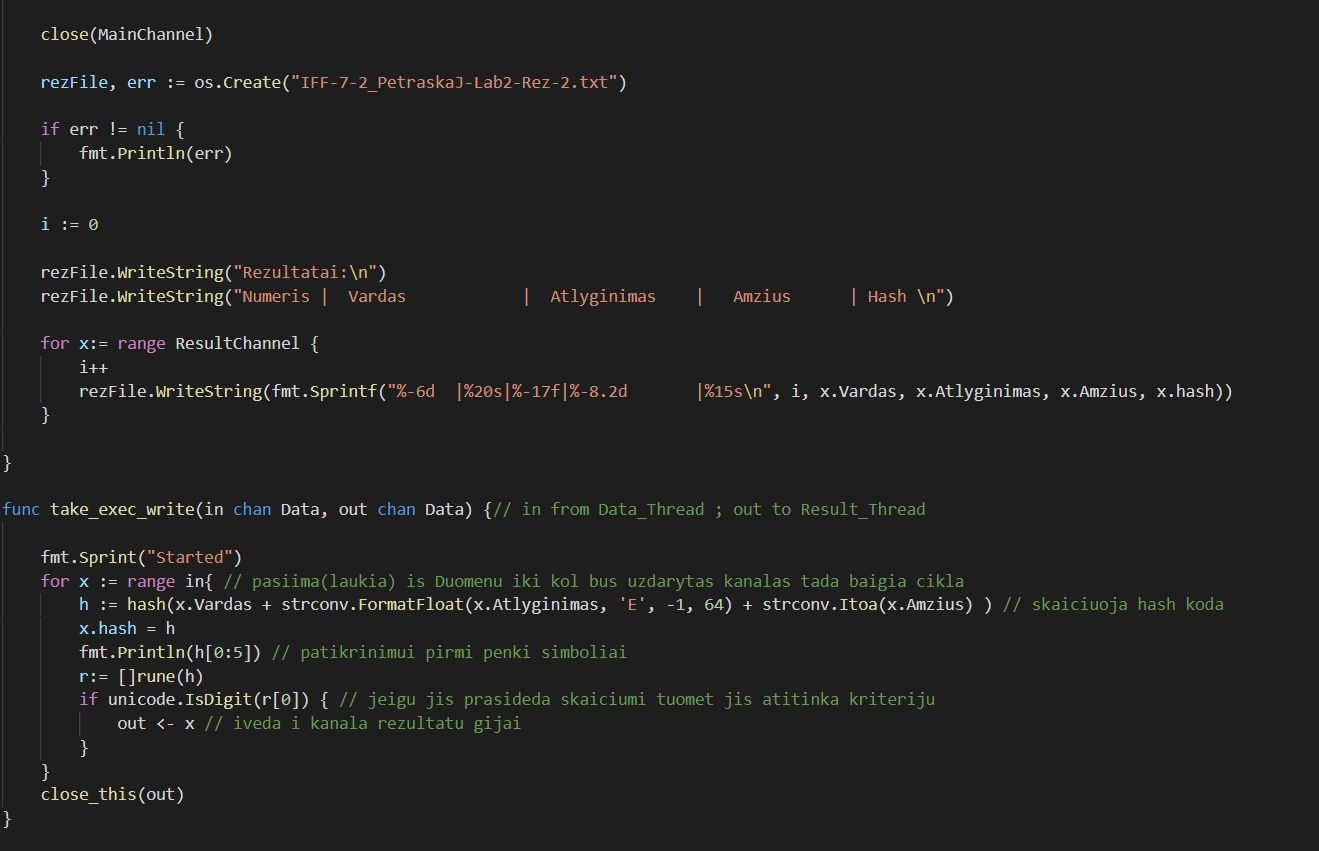 close(MainChannel)
rezFile, err := os.Create("IFF-7-2_PetraskaJ-Lab2-Rez-2.txt")
if err != nil {
fmt.Println(err)
}
i := 0
rezFile.WriteString("Rezultatai:\n")
rezFile.WriteString("Numeris |  Vardas            |  Atlyginimas    |   Amzius      | Hash \n")
for x:= range ResultChannel {
i++
rezFile.WriteString(fmt.Sprintf("%-6d  |%20s|%-17f|%-8.2d       |%15s\n", i, x.Vardas, x.Atlyginimas, x.Amzius, x.hash))
}
}
func take_exec_write(in chan Data, out chan Data) {// in from Data_Thread ; out to Result_Thread
fmt.Sprint("Started")
for x := range in{ // pasiima(laukia) is Duomenu iki kol bus uzdarytas kanalas tada baigia cikla
h := hash(x.Vardas + strconv.FormatFloat(x.Atlyginimas, 'E', -1, 64) + strconv.Itoa(x.Amzius) ) // skaiciuoja hash koda
x.hash = h
fmt.Println(h[0:5]) // patikrinimui pirmi penki simboliai
r:= []rune(h)
if unicode.IsDigit(r[0]) { // jeigu jis prasideda skaiciumi tuomet jis atitinka kriteriju
out <- x // iveda i kanala rezultatu gijai
}
}
close_this(out)
}